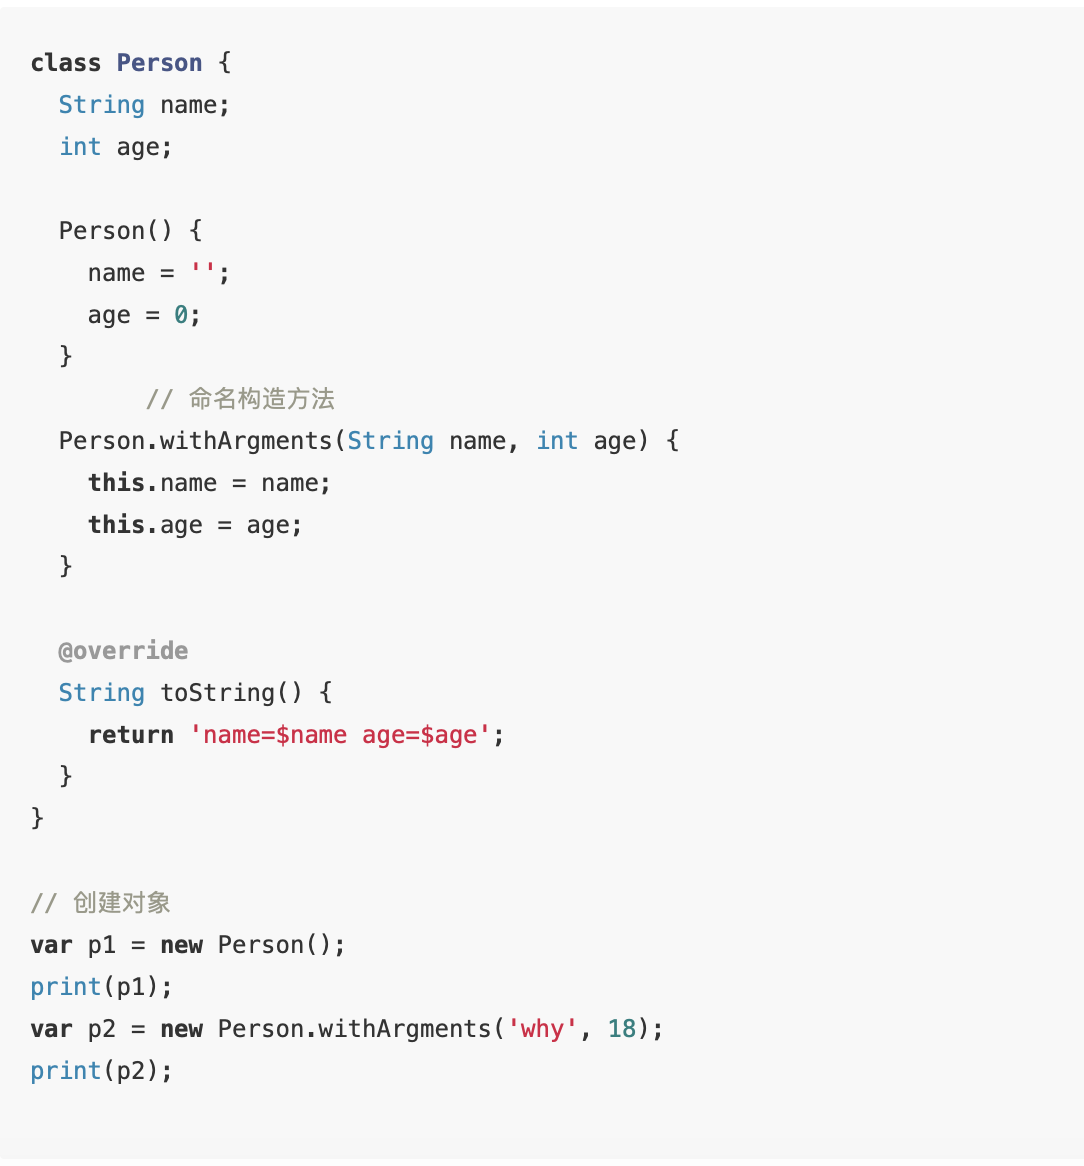 class Person {
  String name;
  int age;

  Person() {
    name = '';
    age = 0;
  }
        // 命名构造方法
  Person.withArgments(String name, int age) {
    this.name = name;
    this.age = age;
  }

  @override
  String toString() {
    return 'name=$name age=$age';
  }
}

// 创建对象
var p1 = new Person();
print(p1);
var p2 = new Person.withArgments('why', 18);
print(p2);